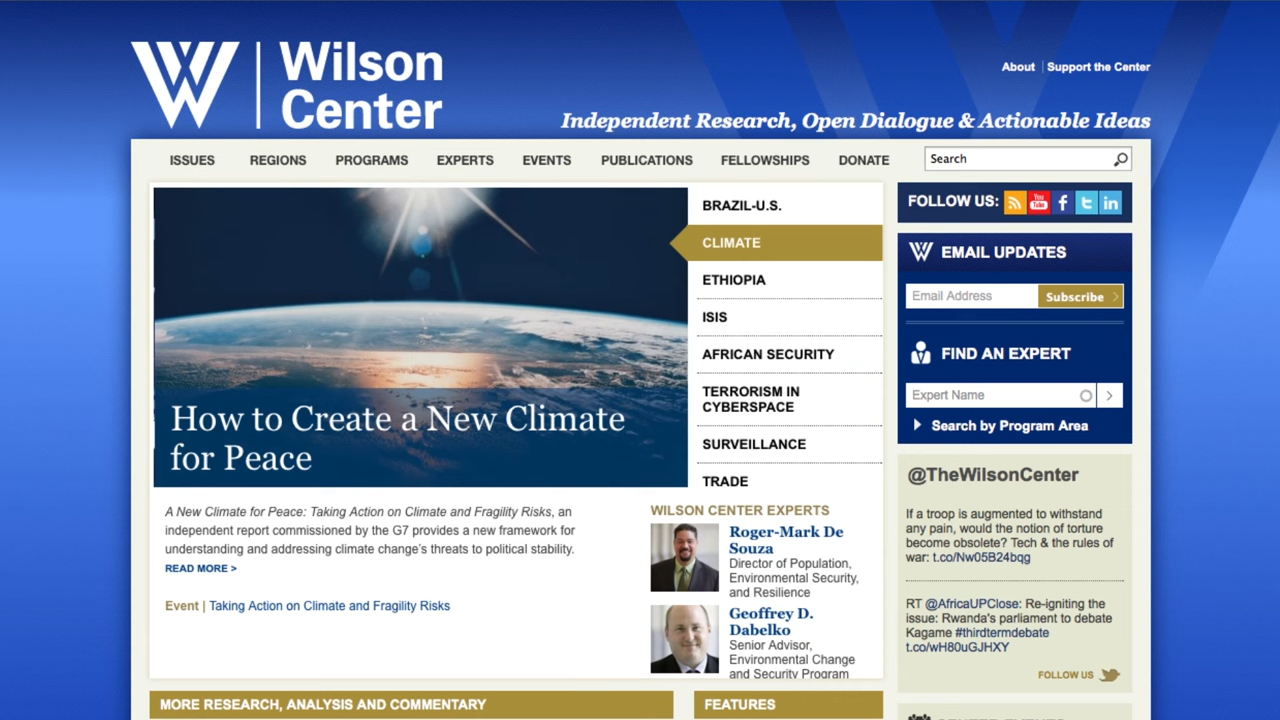 Wilson
Center
About | Support the Center
Independent Research, Open Dialogue & Actionable Ideas
ISSUES REGIONS PROGRAMS EXPERTS EVENTS PUBLICATIONS FELLOWSHIPS DONATE
Search
How to Create a New Climate
for Peace
BRAZIL-U.S.
CLIMATE
ETHIOPIA
ISIS
AFRICAN SECURITY
TERRORISM IN
CYBERSPACE
SURVEILLANCE
TRADE
A New Climate for Peace: Taking Action on Climate and Fragility Risks, an
independent report commissioned by the G7 provides a new framework for
understanding and addressing climate change's threats to political stability.
READ MORE >
Event | Taking Action on Climate and Fragility Risks
WILSON CENTER EXPERTS
Roger-Mark De
Souza
Director of Population,
Environmental Security,
and Resilience
Geoffrey D.
Dabelko
Senior Advisor,
Environmental Change
and Security Program
MORE RESEARCH, ANALYSIS AND COMMENTARY
FEATURES
FOLLOW US:
You
Tube
EMAIL UPDATES
Email Address
Subscribe >
FIND AN EXPERT
Expert Name
Search by Program Area
@TheWilsonCenter
If a troop is augmented to withstand
any pain, would the notion of torture
become obsolete? Tech & the rules of
war: t.co/Nw05B24bqg
RT @AfricaUPClose: Re-igniting the
issue: Rwanda's parliament to debate
Kagame #thirdtermdebate
t.co/wH80uGJHXY
FOLLOW US